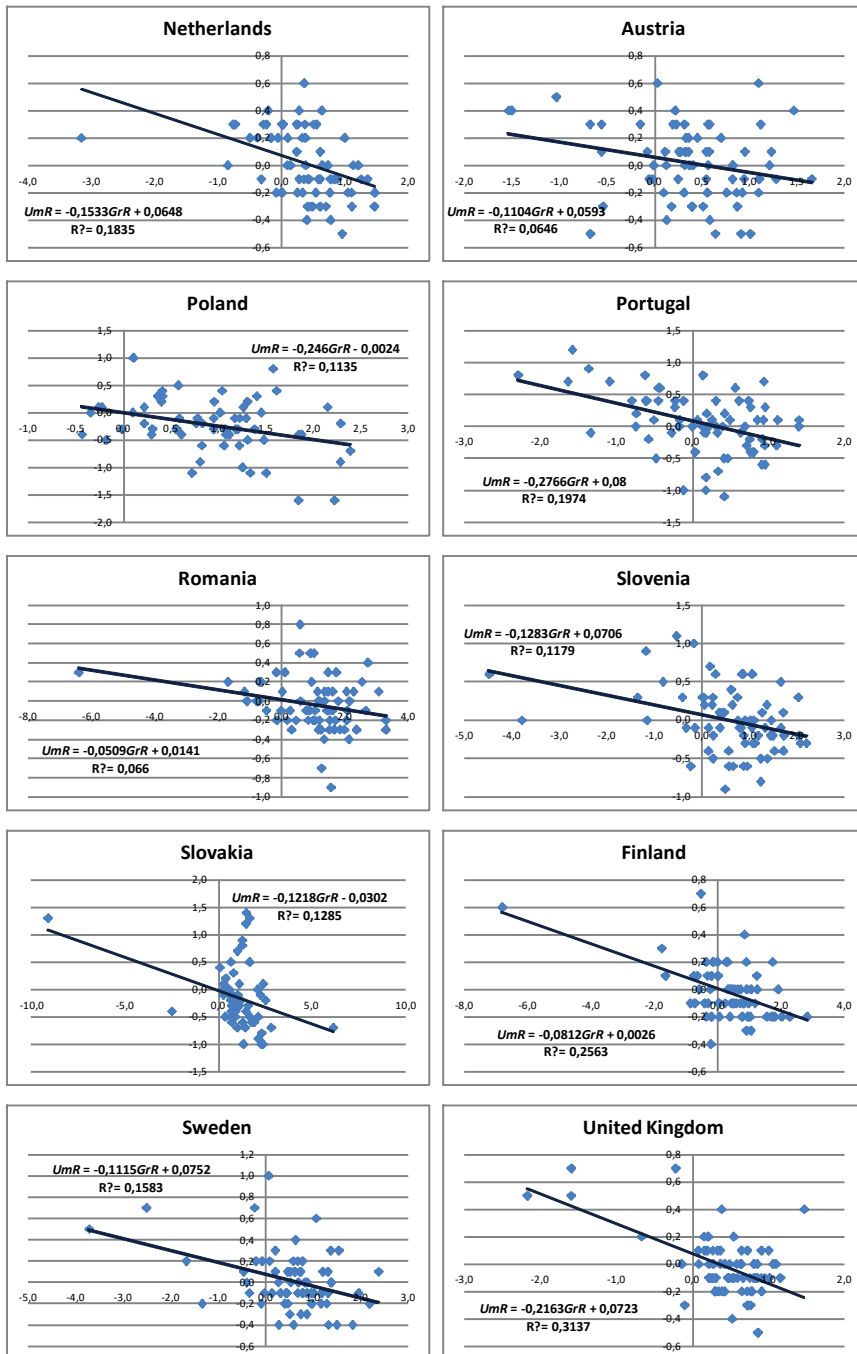 Netherlands
0,8
0,6
0,4
0,2
0,0
-0,2
-0,4
-0,6
-4,0 -3,0 -2,0 -1,0 0,0 1,0 2,0
UmR = -0,1533GrR + 0,0648
R?= 0,1835
Austria
0,8
0,6
0,4
0,2
0,0
-0,2
-0,4
-0,6
-2,0 -1,5 -1,0 -0,5 0,0 0,5 1,0 1,5 2,0
UmR = -0,1104GrR + 0,0593
R?= 0,0646
Poland
1,5
1,0
0,5
0,0
-0,5
-1,0
-1,5
-2,0
-1,0 -0,5 0,0 0,5 1,0 1,5 2,0 2,5 3,0
UmR = -0,246GrR - 0,0024
R?= 0,1135
Portugal
1,5
1,0
0,5
0,0
-0,5
-1,0
-1,5
-3,0 -2,0 -1,0 0,0 1,0 2,0
UmR = -0,2766GrR + 0,08
R?= 0,1974
Romania
1,0
0,8
0,6
0,4
0,2
0,0
-0,2
-0,4
-0,6
-0,8
-1,0
-8,0 -6,0 -4,0 -2,0 0,0 2,0 4,0
UmR = -0,0509GrR + 0,0141
R?= 0,066
Slovenia
1,5
1,0
0,5
0,0
-0,5
-1,0
-5,0 -4,0 -3,0 -2,0 -1,0 0,0 1,0 2,0 3,0
UmR = -0,1283GrR + 0,0706
R?= 0,1179
Slovakia
2,0
1,5
1,0
0,5
0,0
-0,5
-1,0
-1,5
-10,0 -5,0 0,0 5,0 10,0
UmR = -0,1218GrR - 0,0302
R?= 0,1285
Finland
0,8
0,6
0,4
0,2
0,0
-0,2
-0,4
-0,6
-8,0 -6,0 -4,0 -2,0 0,0 2,0 4,0
UmR = -0,0812GrR + 0,0026
R?= 0,2563
Sweden
1,2
1,0
0,8
0,6
0,4
0,2
0,0
-0,2
-0,4
-0,6
-5,0 -4,0 -3,0 -2,0 -1,0 0,0 1,0 2,0 3,0
UmR = -0,1115GrR + 0,0752
R?= 0,1583
United Kingdom
0,8
0,6
0,4
0,2
0,0
-0,2
-0,4
-0,6
-3,0 -2,0 -1,0 0,0 1,0 2,0
UmR = -0,2163GrR + 0,0723
R?= 0,3137